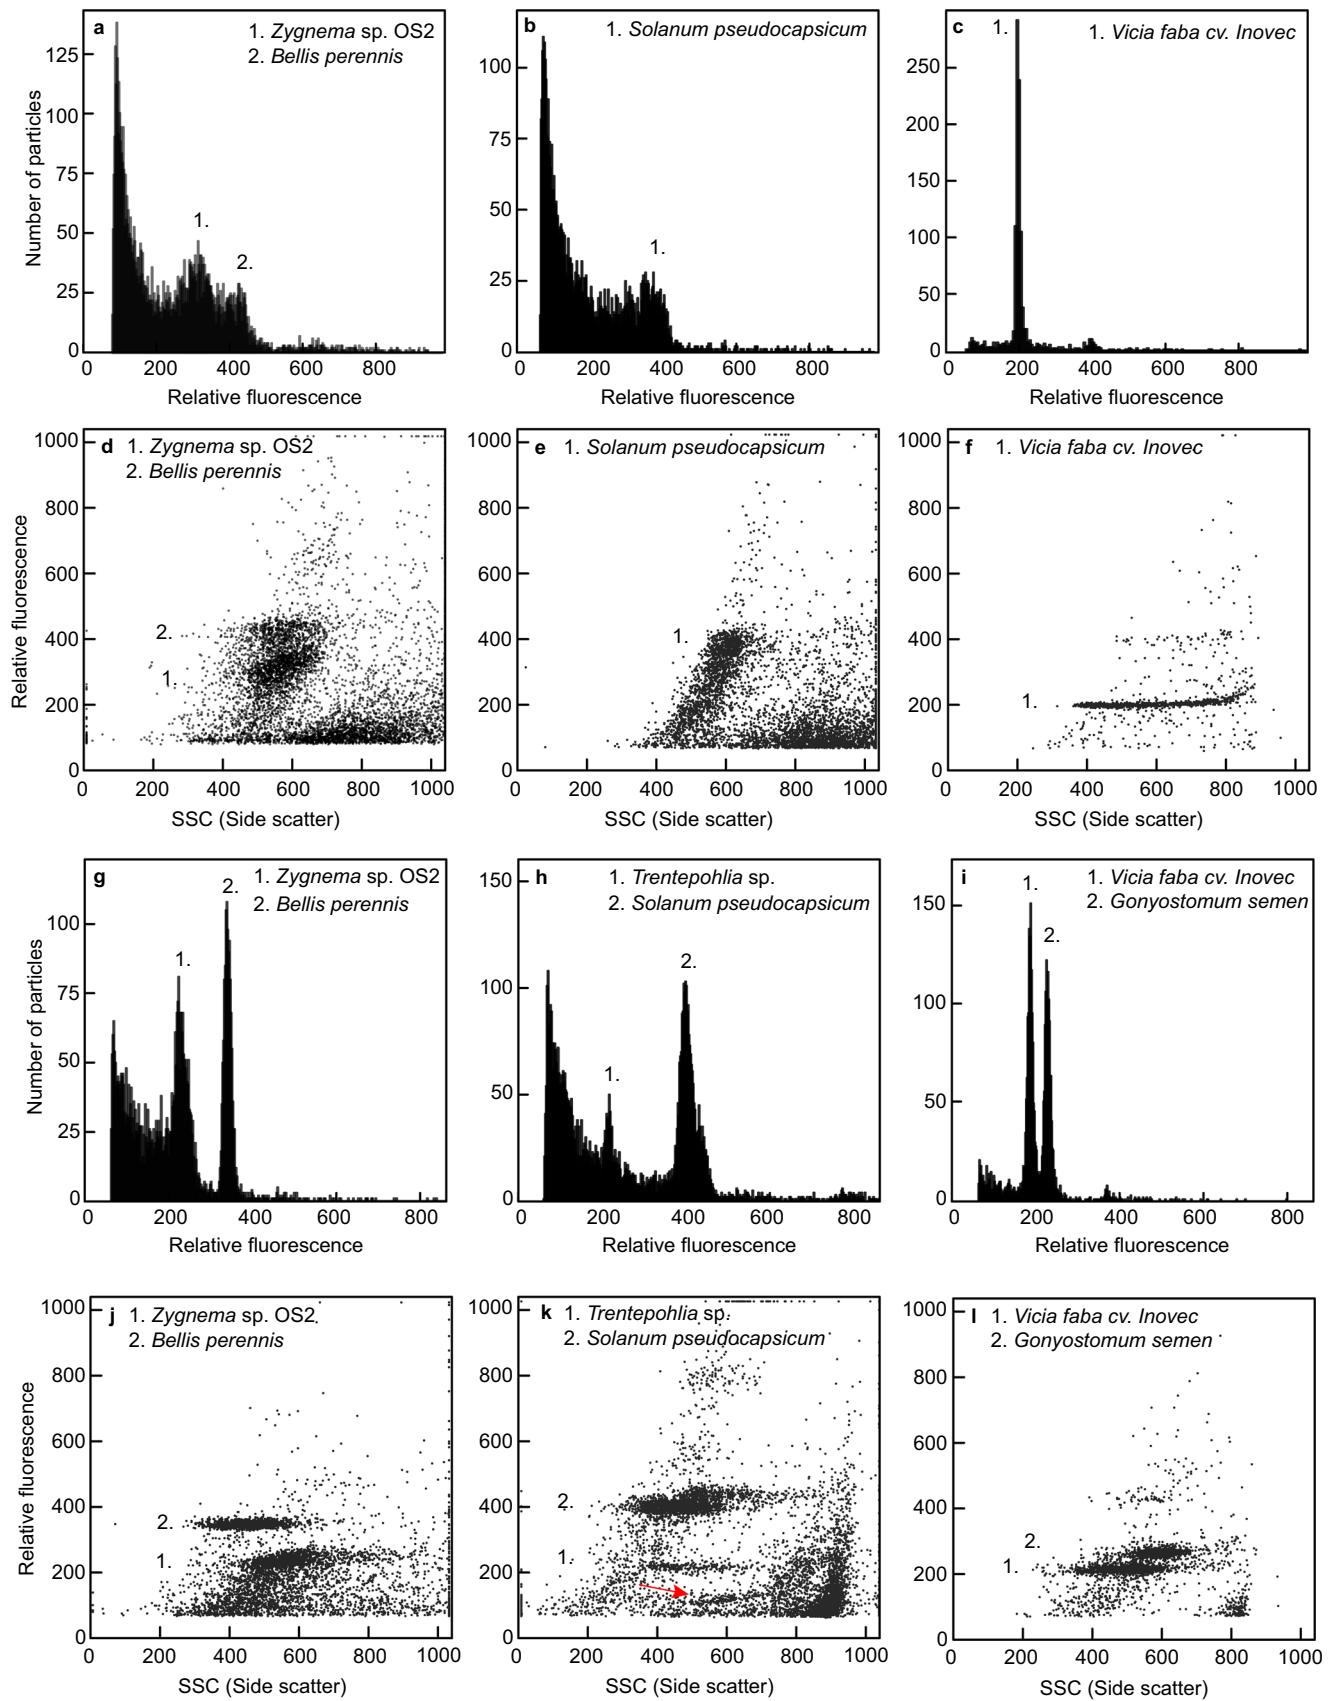 a
1. Zygnema sp. OS2
2. Bellis perennis
125
100
75
50
25
0
1.
2.
Number of particles
200 400 600 800
Relative fluorescence
b
1. Solanum pseudocapsicum
100
75
50
25
0
1.
200 400 600 800
Relative fluorescence
c
1.
1. Vicia faba cv. Inovec
250
200
150
100
50
0
0 200 400 600 800
Relative fluorescence
d
1. Zygnema sp. OS2
2. Bellis perennis
1000
800
600
400
200
0
2.
1.
Relative fluorescence
0 200 400 600 800 1000
SSC (Side scatter)
e
1. Solanum pseudocapsicum
1000
800
600
400
200
0
1.
0 200 400 600 800 1000
SSC (Side scatter)
f
1. Vicia faba cv. Inovec
1000
800
600
400
200
0
1.
0 200 400 600 800 1000
SSC (Side scatter)
g
1. Zygnema sp. OS2
2. Bellis perennis
100
75
50
25
0
1.
2.
Number of particles
0 200 400 600 800
Relative fluorescence
h
1. Trentepohlia sp.
2. Solanum pseudocapsicum
150
100
50
0
1.
2.
0 200 400 600 800
Relative fluorescence
i
1. Vicia faba cv. Inovec
2. Gonyostomum semen
150
100
50
0
1.
2.
0 200 400 600 800
Relative fluorescence
j
1. Zygnema sp. OS2
2. Bellis perennis
1000
800
600
400
200
0
2.
1.
Relative fluorescence
0 200 400 600 800 1000
SSC (Side scatter)
k
1. Trentepohlia sp.
2. Solanum pseudocapsicum
1000
800
600
400
200
0
2.
1.
0 200 400 600 800 1000
SSC (Side scatter)
l
1. Vicia faba cv. Inovec
2. Gonyostomum semen
1000
800
600
400
200
0
2.
1.
0 200 400 600 800 1000
SSC (Side scatter)